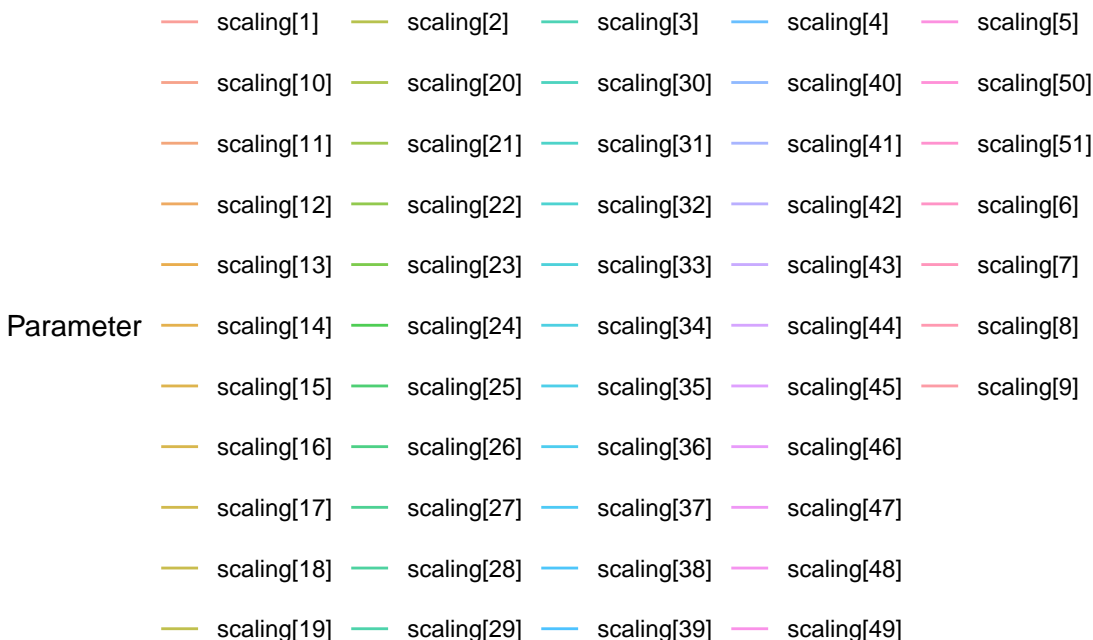 scaling[1] scaling[2] scaling[3] scaling[4] scaling[5]
scaling[10] scaling[20] scaling[30] scaling[40] scaling[50]
scaling[11] scaling[21] scaling[31] scaling[41] scaling[51]
scaling[12] scaling[22] scaling[32] scaling[42] scaling[6]
scaling[13] scaling[23] scaling[33] scaling[43] scaling[7]
Parameter scaling[14] scaling[24] scaling[34] scaling[44] scaling[8]
scaling[15] scaling[25] scaling[35] scaling[45] scaling[9]
scaling[16] scaling[26] scaling[36] scaling[46]
scaling[17] scaling[27] scaling[37] scaling[47]
scaling[18] scaling[28] scaling[38] scaling[48]
scaling[19] scaling[29] scaling[39] scaling[49]